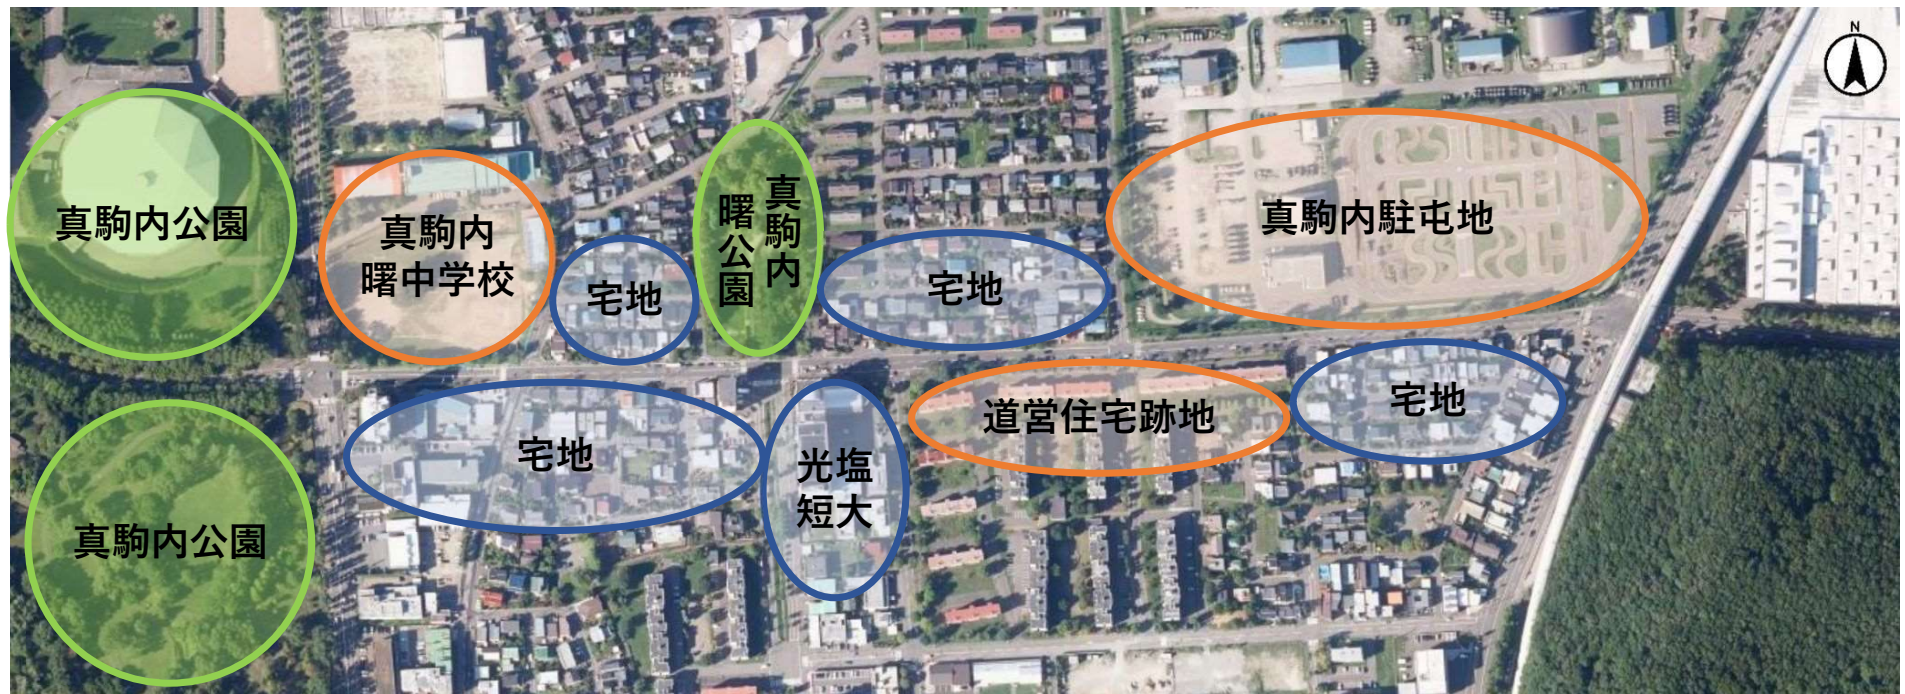 N
真駒内公園
真駒内
曙中学校
宅地
真駒内
曙公園
宅地
真駒内駐屯地
宅地
光塩
短大
道営住宅跡地
宅地
真駒内公園